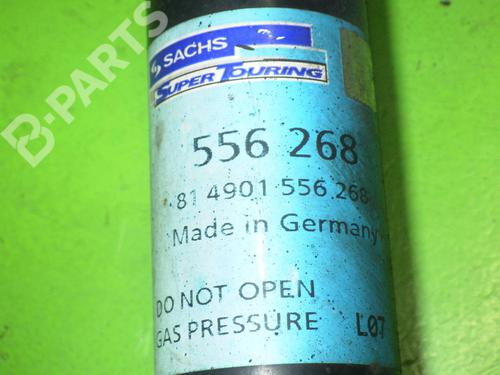 SACHS
SUPER TOURING
556 268
81 4901 556 268
Made in Germany
DO NOT OPEN
GAS PRESSURE L07
B-PARTS